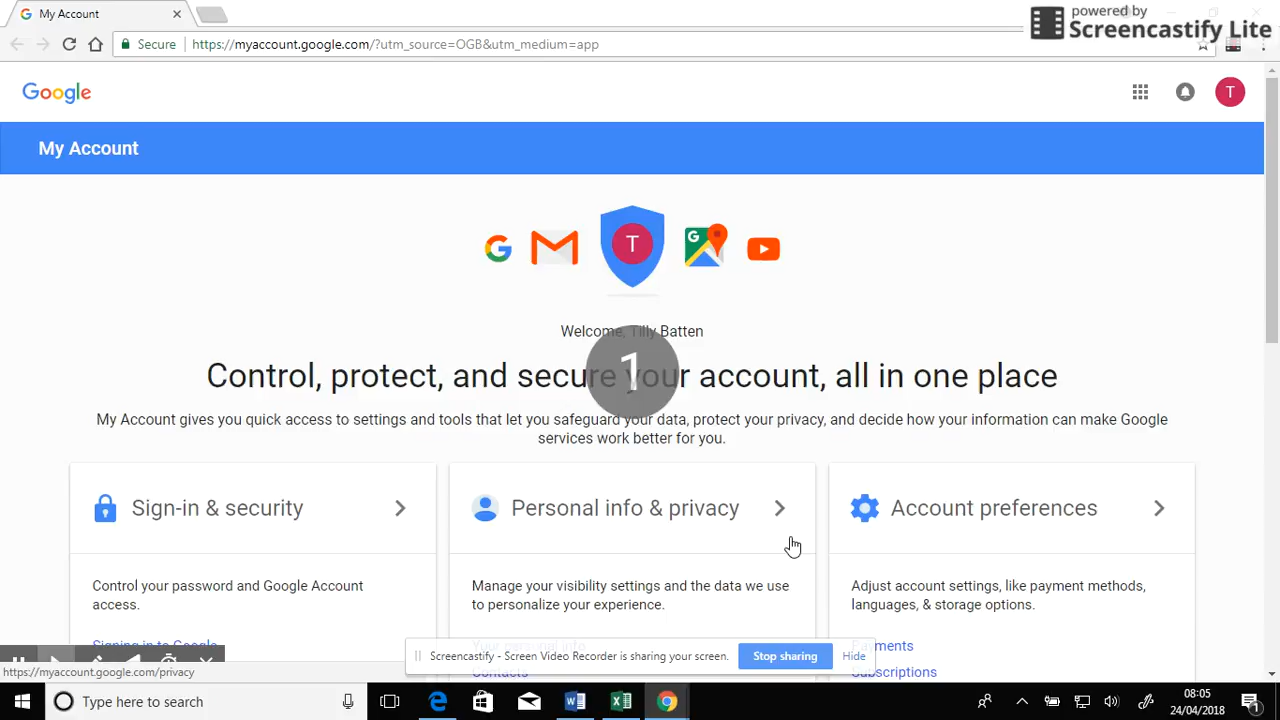 My Account
powered by
Screencastify Lite
Secure
https://myaccount.google.com/?utm_source=OGB&utm_medium=app
Google
T
My Account
G
T
G
Welcome, Tilly Batten
1
Control, protect, and secure your account, all in one place
My Account gives you quick access to settings and tools that let you safeguard your data, protect your privacy, and decide how your information can make Google
services work better for you.
Sign-in & security
Personal info & privacy
Account preferences
Control your password and Google Account
access.
Manage your visibility settings and the data we use
to personalize your experience.
Adjust account settings, like payment methods,
languages, & storage options.
Signing in to Google
Payments
Screencastify - Screen Video Recorder is sharing your screen.
Stop sharing
Hide
Contacts
Subscriptions
https://myaccount.google.com/privacy
Type here to search
08:05
24/04/2018
1